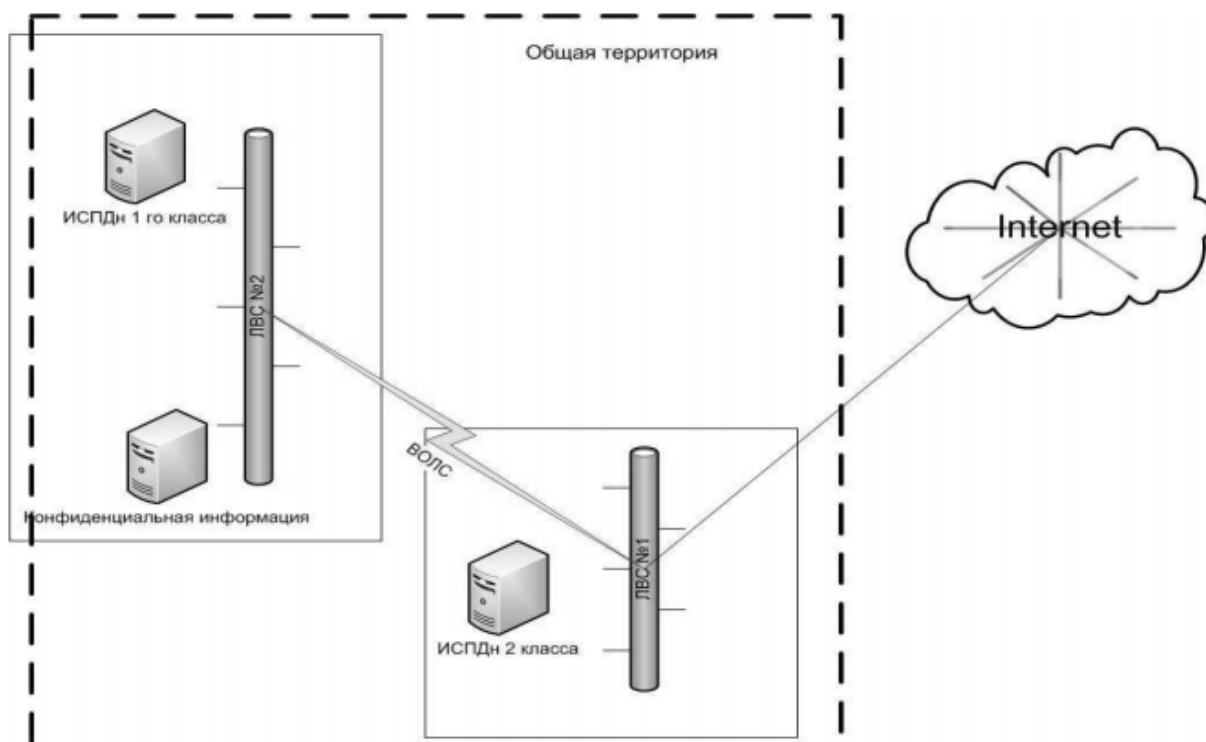 Общая территория
ИСПДн 1 го класса
ЛВС №2
Internet
ВОЛС
Конфиденциальная информация
ЛВС №1
ИСПДн 2 класса